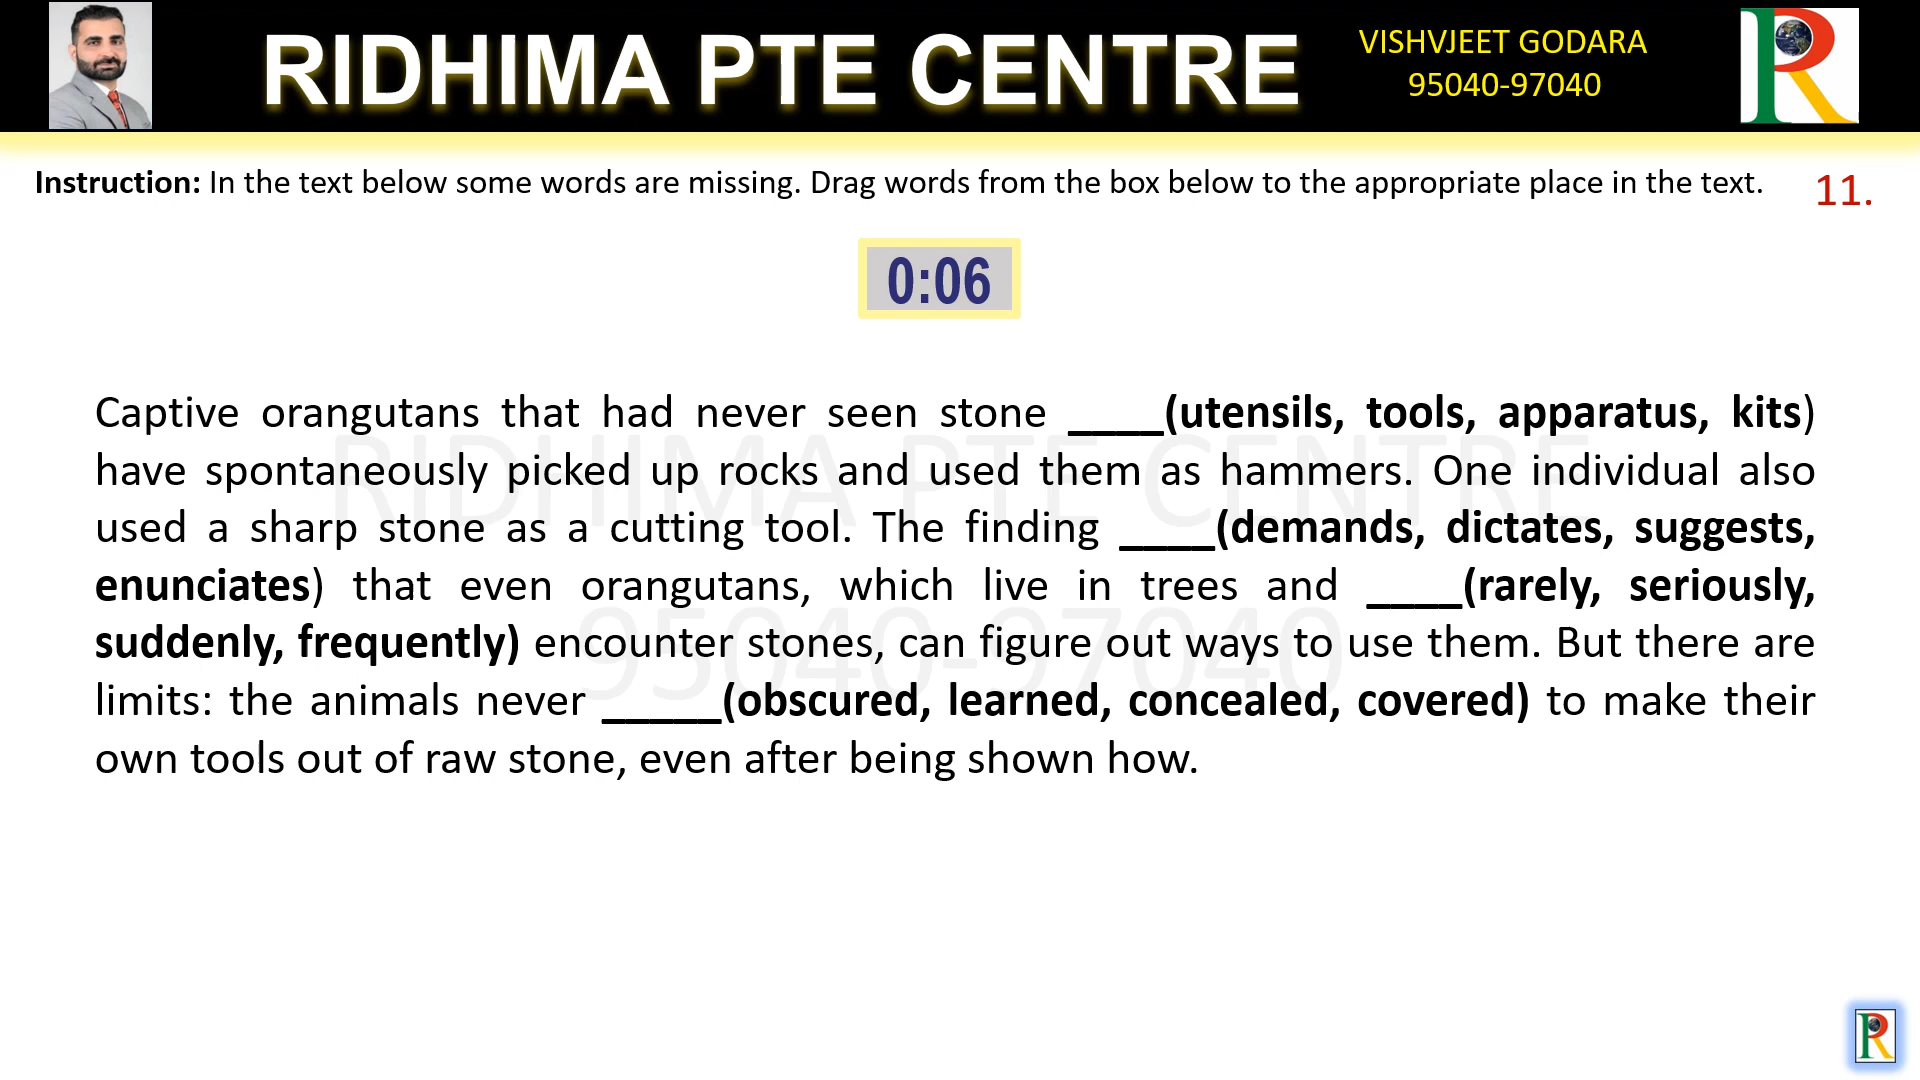 RIDHIMA PTE CENTRE
VISHVJEET GODARA
95040-97040
Instruction: In the text below some words are missing. Drag words from the box below to the appropriate place in the text.
11.
0:06
Captive orangutans that had never seen stone ____(utensils, tools, apparatus, kits)
have spontaneously picked up rocks and used them as hammers. One individual also
used a sharp stone as a cutting tool. The finding ____(demands, dictates, suggests,
enunciates) that even orangutans, which live in trees and ____(rarely, seriously,
suddenly, frequently) encounter stones, can figure out ways to use them. But there are
limits: the animals never _____(obscured, learned, concealed, covered) to make their
own tools out of raw stone, even after being shown how.
RIDHIMA PTE CENTRE
95040-97040